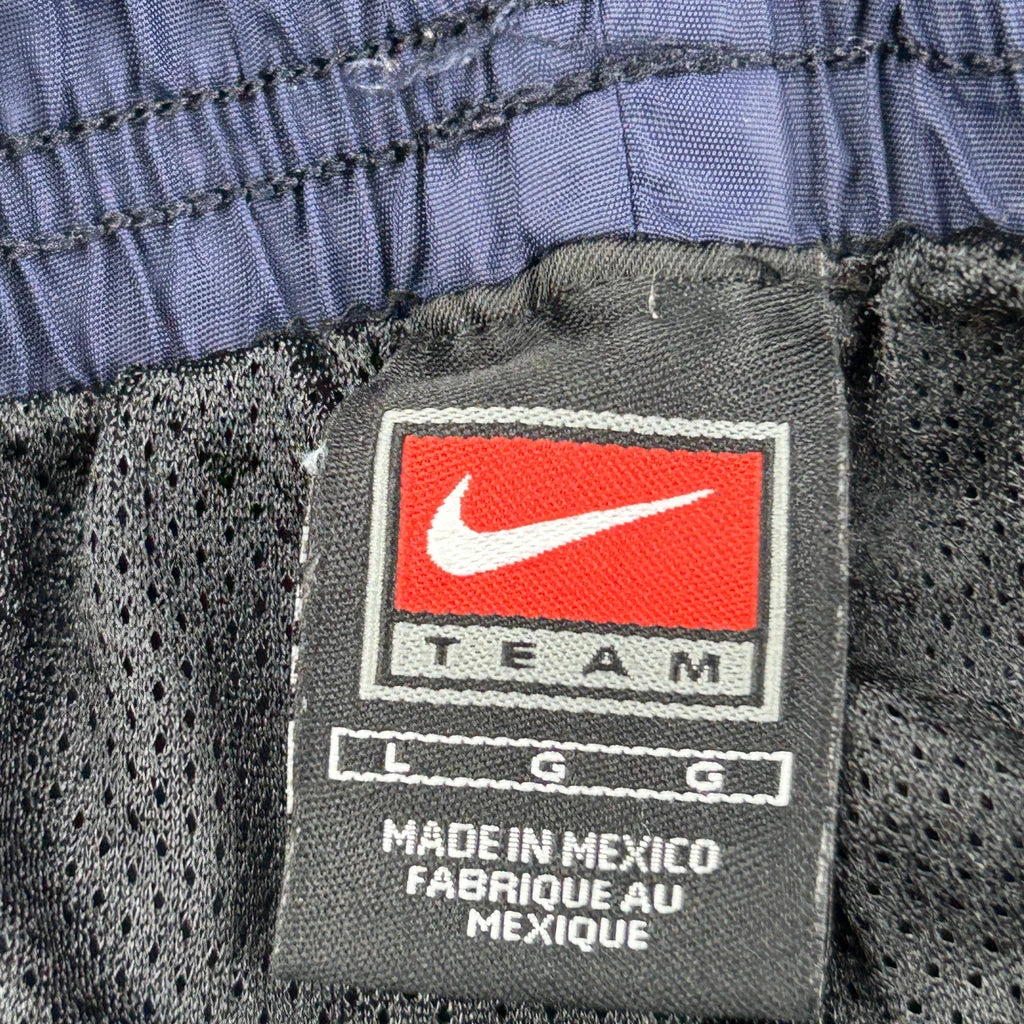 TEAM
L G G
MADE IN MEXICO
FABRIQUE AU
MEXIQUE